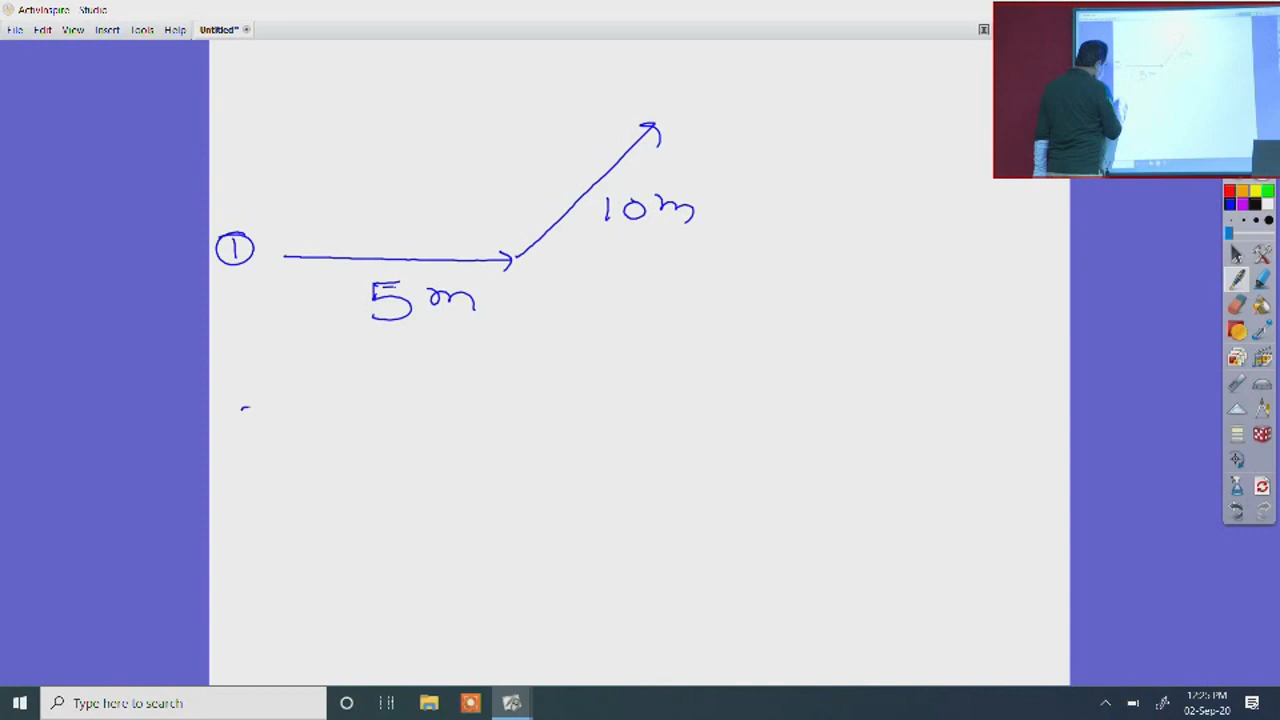 ActivInspire - Studio
File Edit View Insert Tools Help Untitled*
10 m
1
5 m
Type here to search
12:25 PM
02-Sep-20